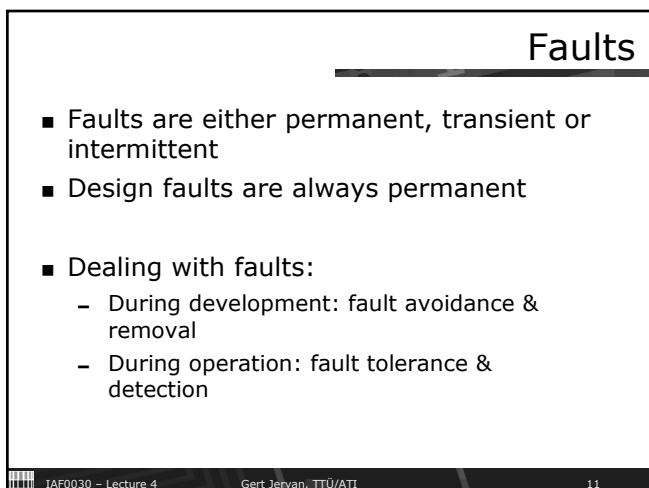 Faults
■ Faults are either permanent, transient or
intermittent
■ Design faults are always permanent
■ Dealing with faults:
– During development: fault avoidance &
removal
– During operation: fault tolerance &
detection
IAF0030 – Lecture 4 Gert Jervan, TTÜ/ATI 11